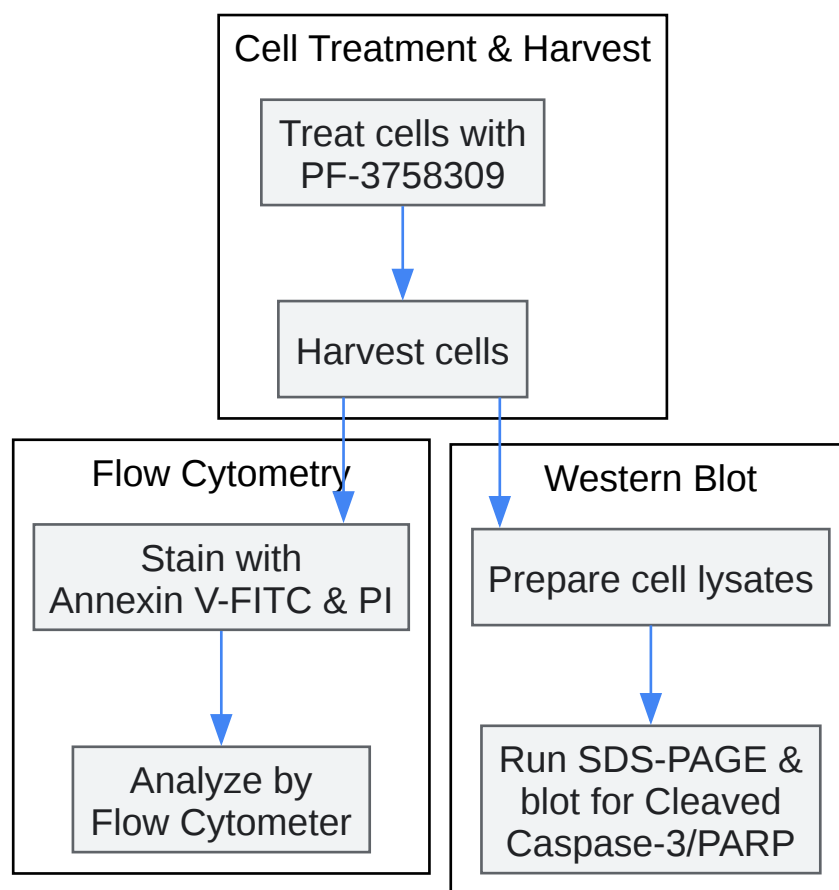 Cell Treatment & Harvest
Treat cells with
PF-3758309
Harvest cells
Flow Cytometry
Stain with
Annexin V-FITC & PI
Analyze by
Flow Cytometer
Western Blot
Prepare cell lysates
Run SDS-PAGE &
blot for Cleaved
Caspase-3/PARP